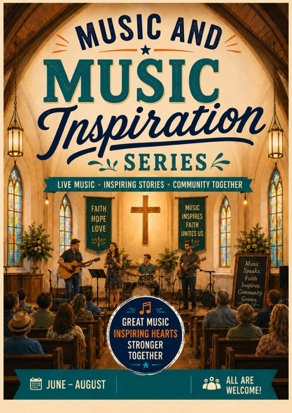 MUSIC AND
MUSIC
Inspiration
SERIES
LIVE MUSIC • INSPIRING STORIES • COMMUNITY TOGETHER
FAITH
HOPE
LOVE
MUSIC
INSPIRES
FAITH
UNITES US
Music
Speaks.
Faith
Inspires.
Community
Grows.
GREAT MUSIC
INSPIRING HEARTS
STRONGER
TOGETHER
JUNE – AUGUST
ALL ARE
WELCOME!